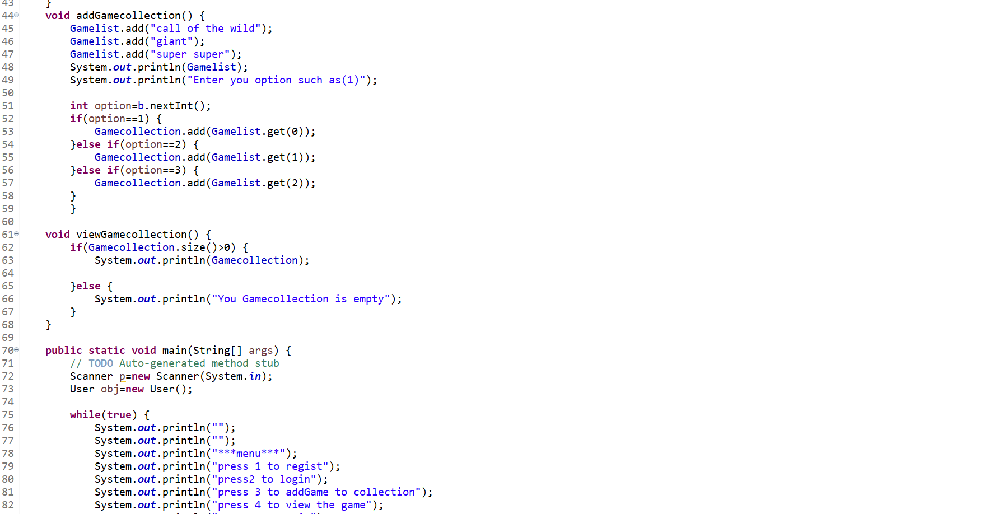 43 }
44 void addGamecollection() {
45 Gamelist.add("call of the wild");
46 Gamelist.add("giant");
47 Gamelist.add("super super");
48 System.out.println(Gamelist);
49 System.out.println("Enter you option such as(1)");
50
51 int option=b.nextInt();
52 if(option==1) {
53 Gamecollection.add(Gamelist.get(0));
54 }else if(option==2) {
55 Gamecollection.add(Gamelist.get(1));
56 }else if(option==3) {
57 Gamecollection.add(Gamelist.get(2));
58 }
59 }
60
61 void viewGamecollection() {
62 if(Gamecollection.size()>0) {
63 System.out.println(Gamecollection);
64
65 }else {
66 System.out.println("You Gamecollection is empty");
67 }
68 }
69
70 public static void main(String[] args) {
71 // TODO Auto-generated method stub
72 Scanner p=new Scanner(System.in);
73 User obj=new User();
74
75 while(true) {
76 System.out.println("");
77 System.out.println("");
78 System.out.println("***menu***");
79 System.out.println("press 1 to regist");
80 System.out.println("press2 to login");
81 System.out.println("press 3 to addGame to collection");
82 System.out.println("press 4 to view the game");